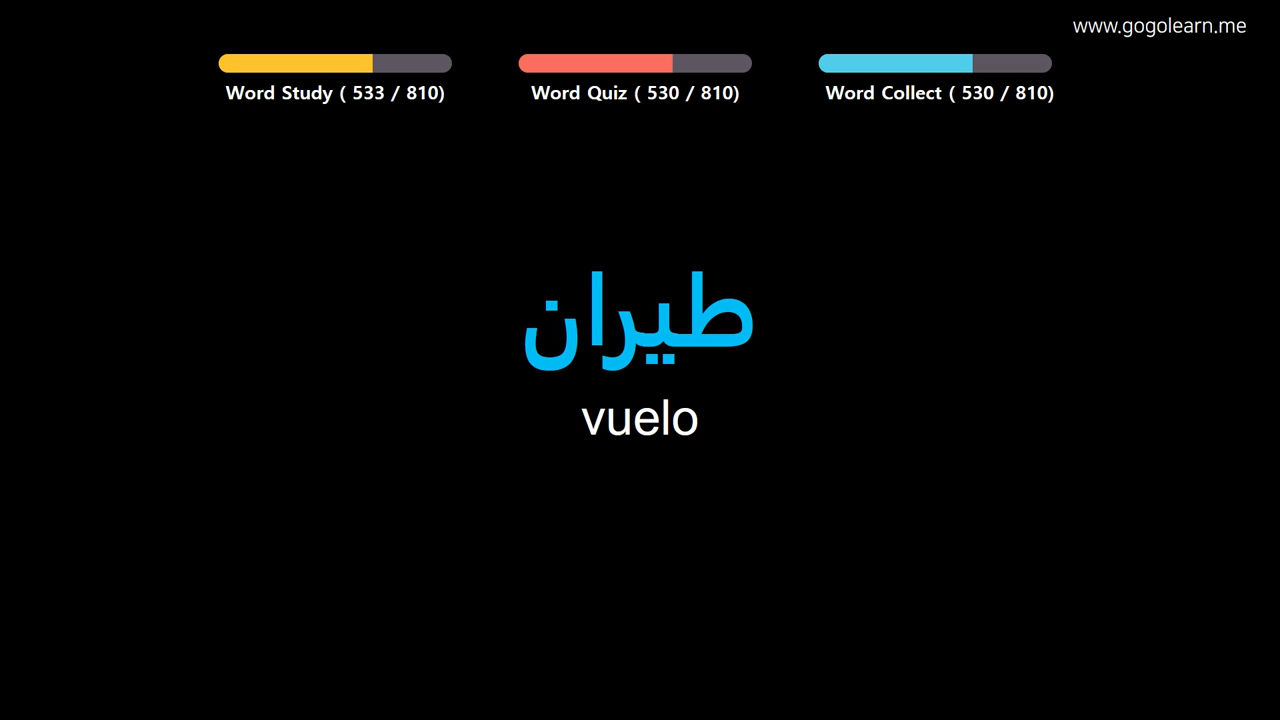 www.gogolearn.me
Word Study ( 533 / 810)
Word Quiz ( 530 / 810)
Word Collect ( 530 / 810)
طيران
vuelo